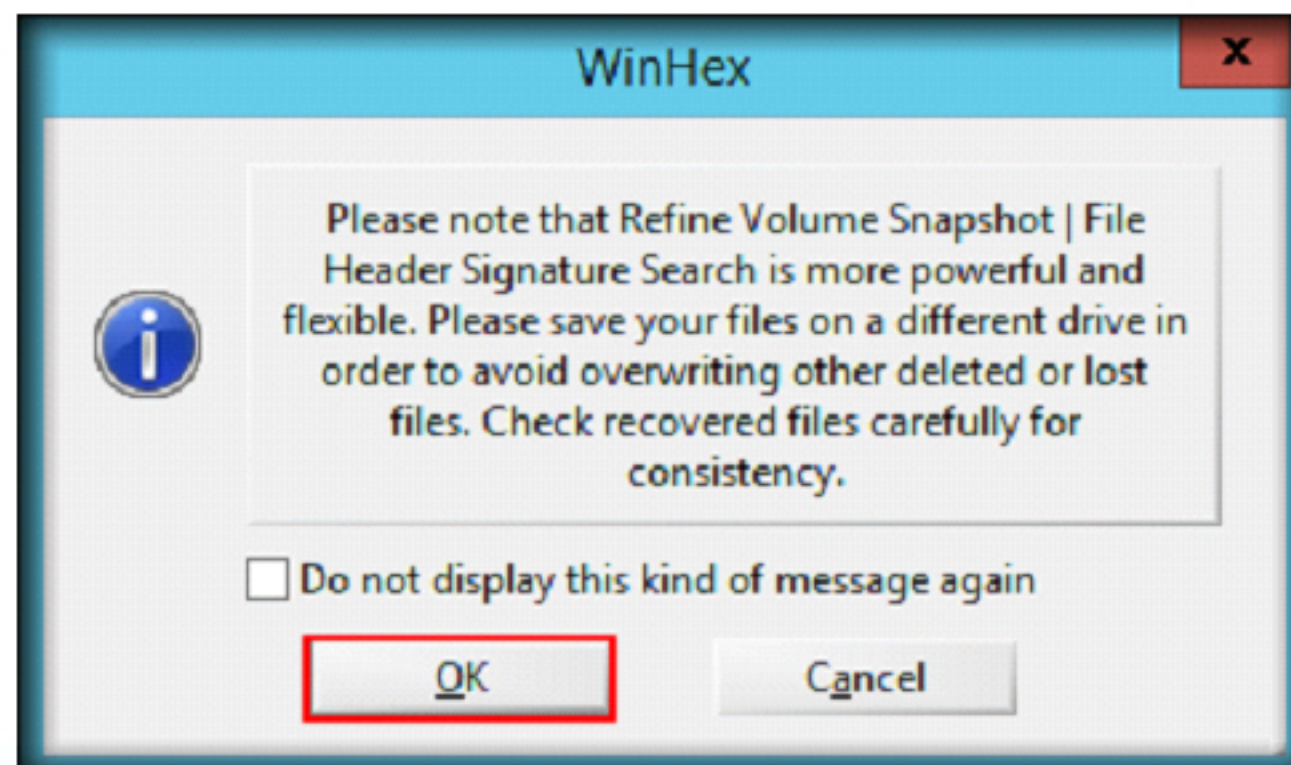 WinHex
x
Please note that Refine Volume Snapshot | File
Header Signature Search is more powerful and
flexible. Please save your files on a different drive in
order to avoid overwriting other deleted or lost
files. Check recovered files carefully for
consistency.
Do not display this kind of message again
OK
Cancel